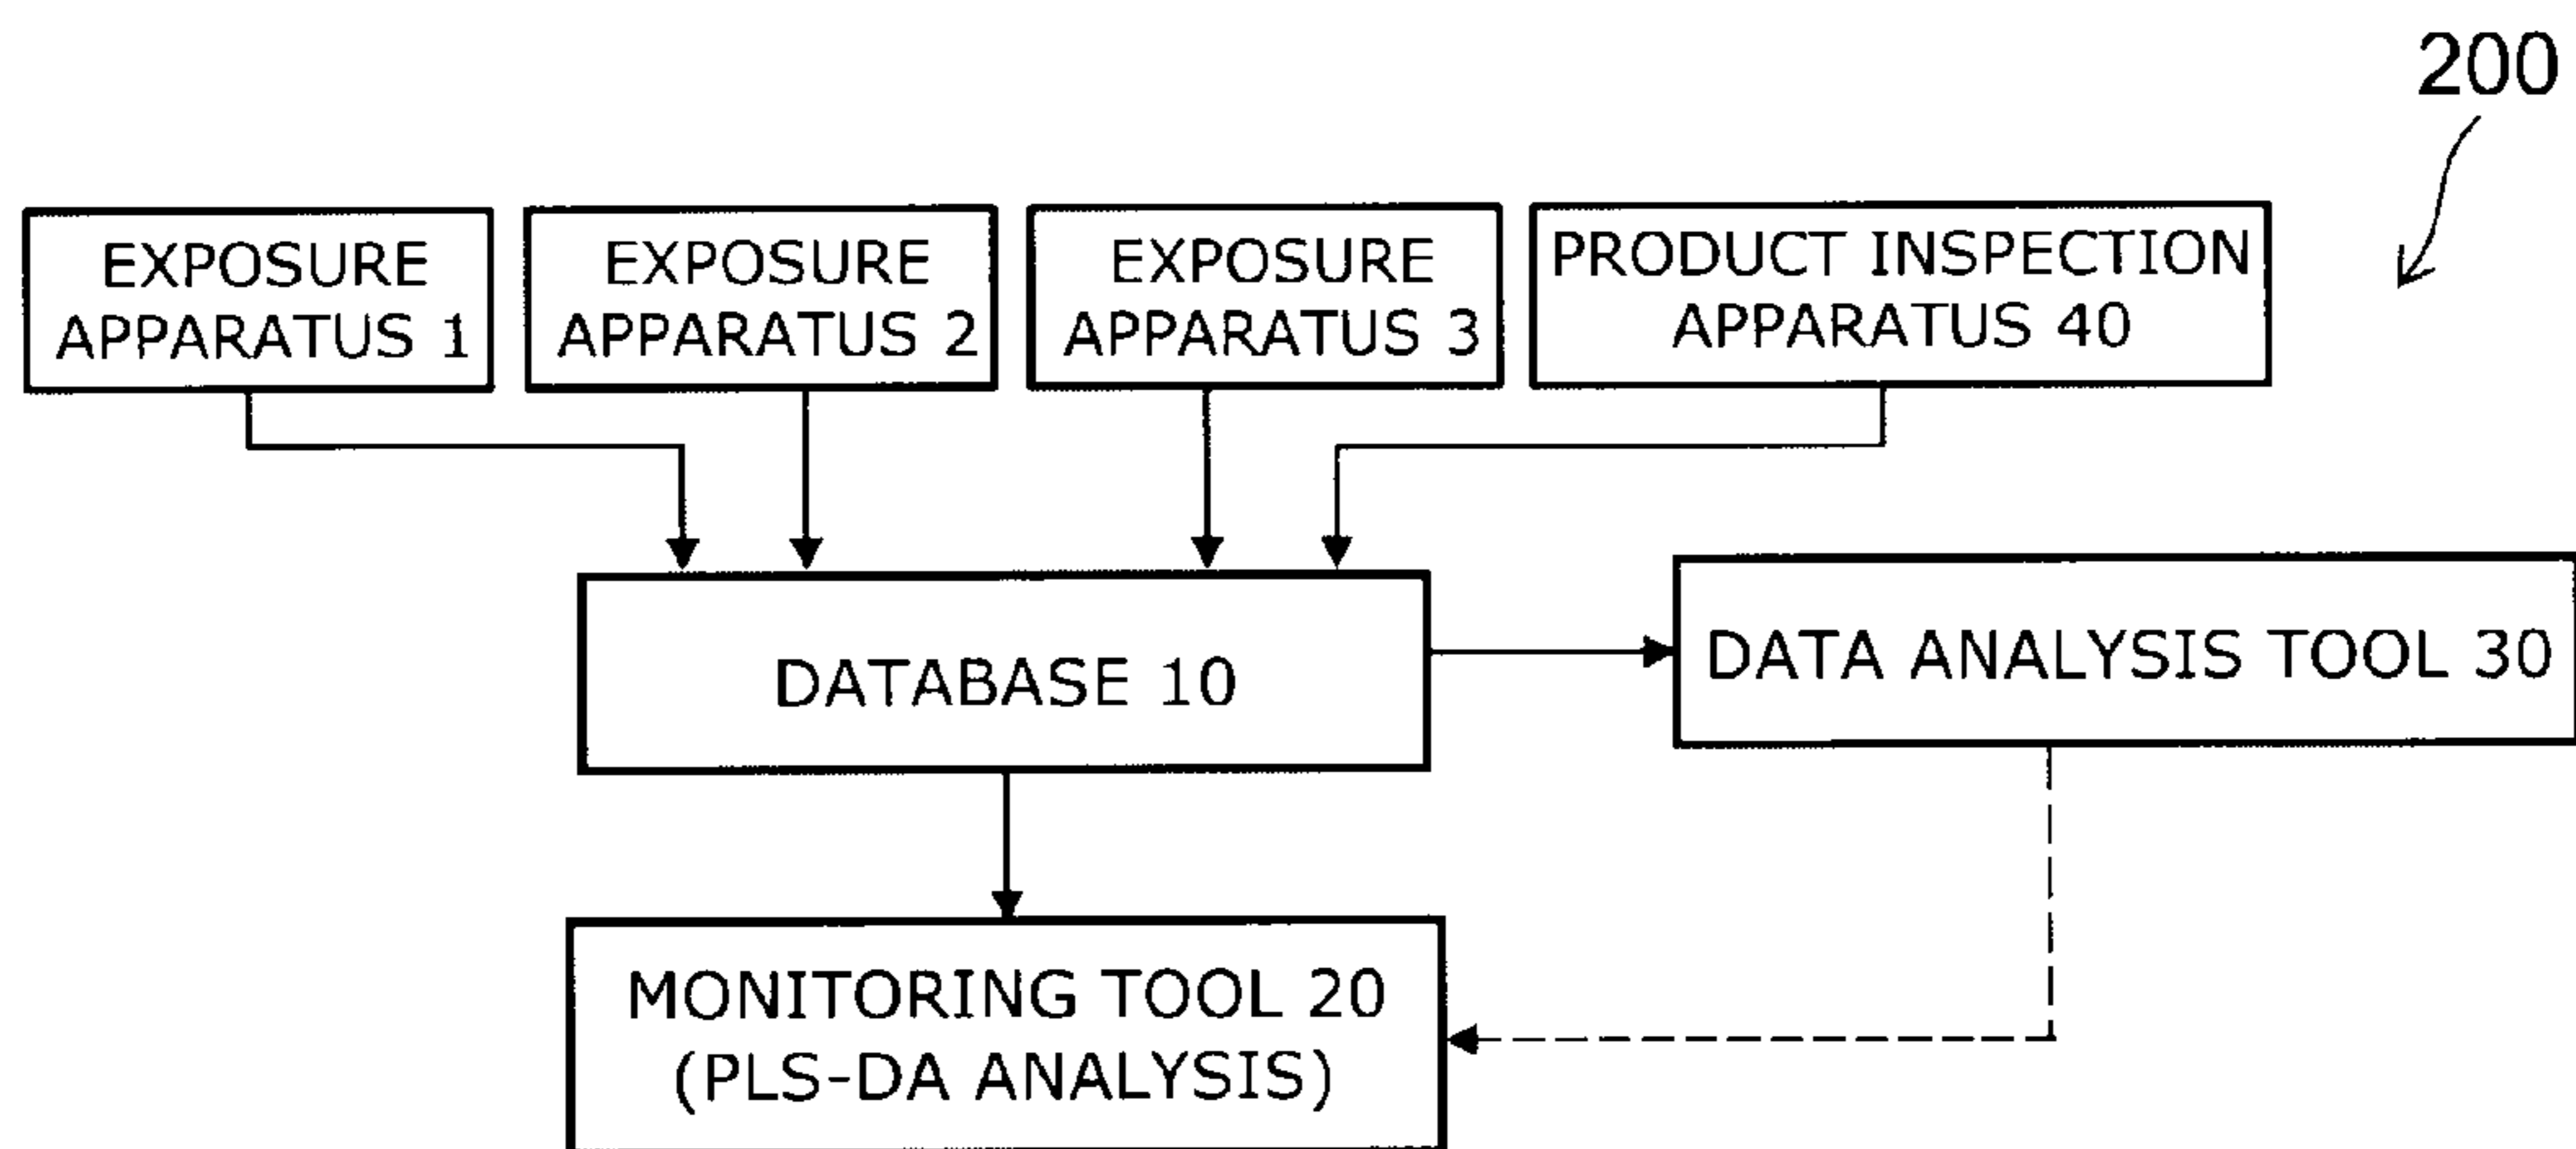 200
EXPOSURE
APPARATUS 1
EXPOSURE
APPARATUS 2
EXPOSURE
APPARATUS 3
PRODUCT INSPECTION
APPARATUS 40
DATABASE 10
DATA ANALYSIS TOOL 30
MONITORING TOOL 20
(PLS-DA ANALYSIS)